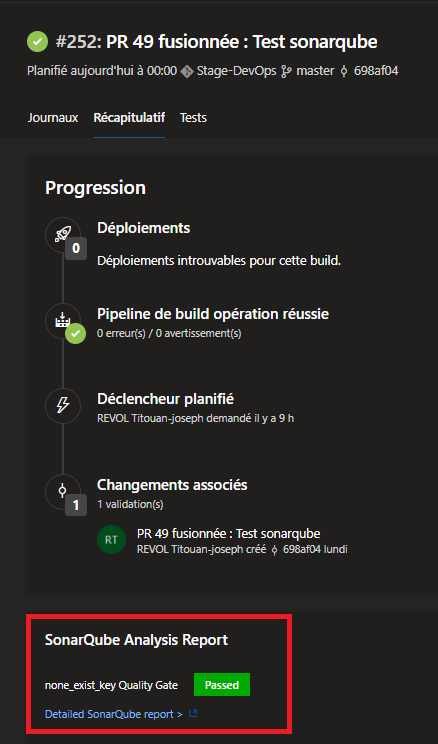 #252: PR 49 fusionnée : Test sonarqube
Planifié aujourd'hui à 00:00 Stage-DevOps master 698af04
Journaux Récapitulatif Tests
Progression
Déploiements
0
Déploiements introuvables pour cette build.
Pipeline de build opération réussie
0 erreur(s) / 0 avertissement(s)
Déclencheur planifié
REVOL Titouan-joseph demandé il y a 9 h
Changements associés
1
1 validation(s)
RT
PR 49 fusionnée : Test sonarqube
REVOL Titouan-joseph créé 698af04 lundi
SonarQube Analysis Report
none_exist_key Quality Gate Passed
Detailed SonarQube report >